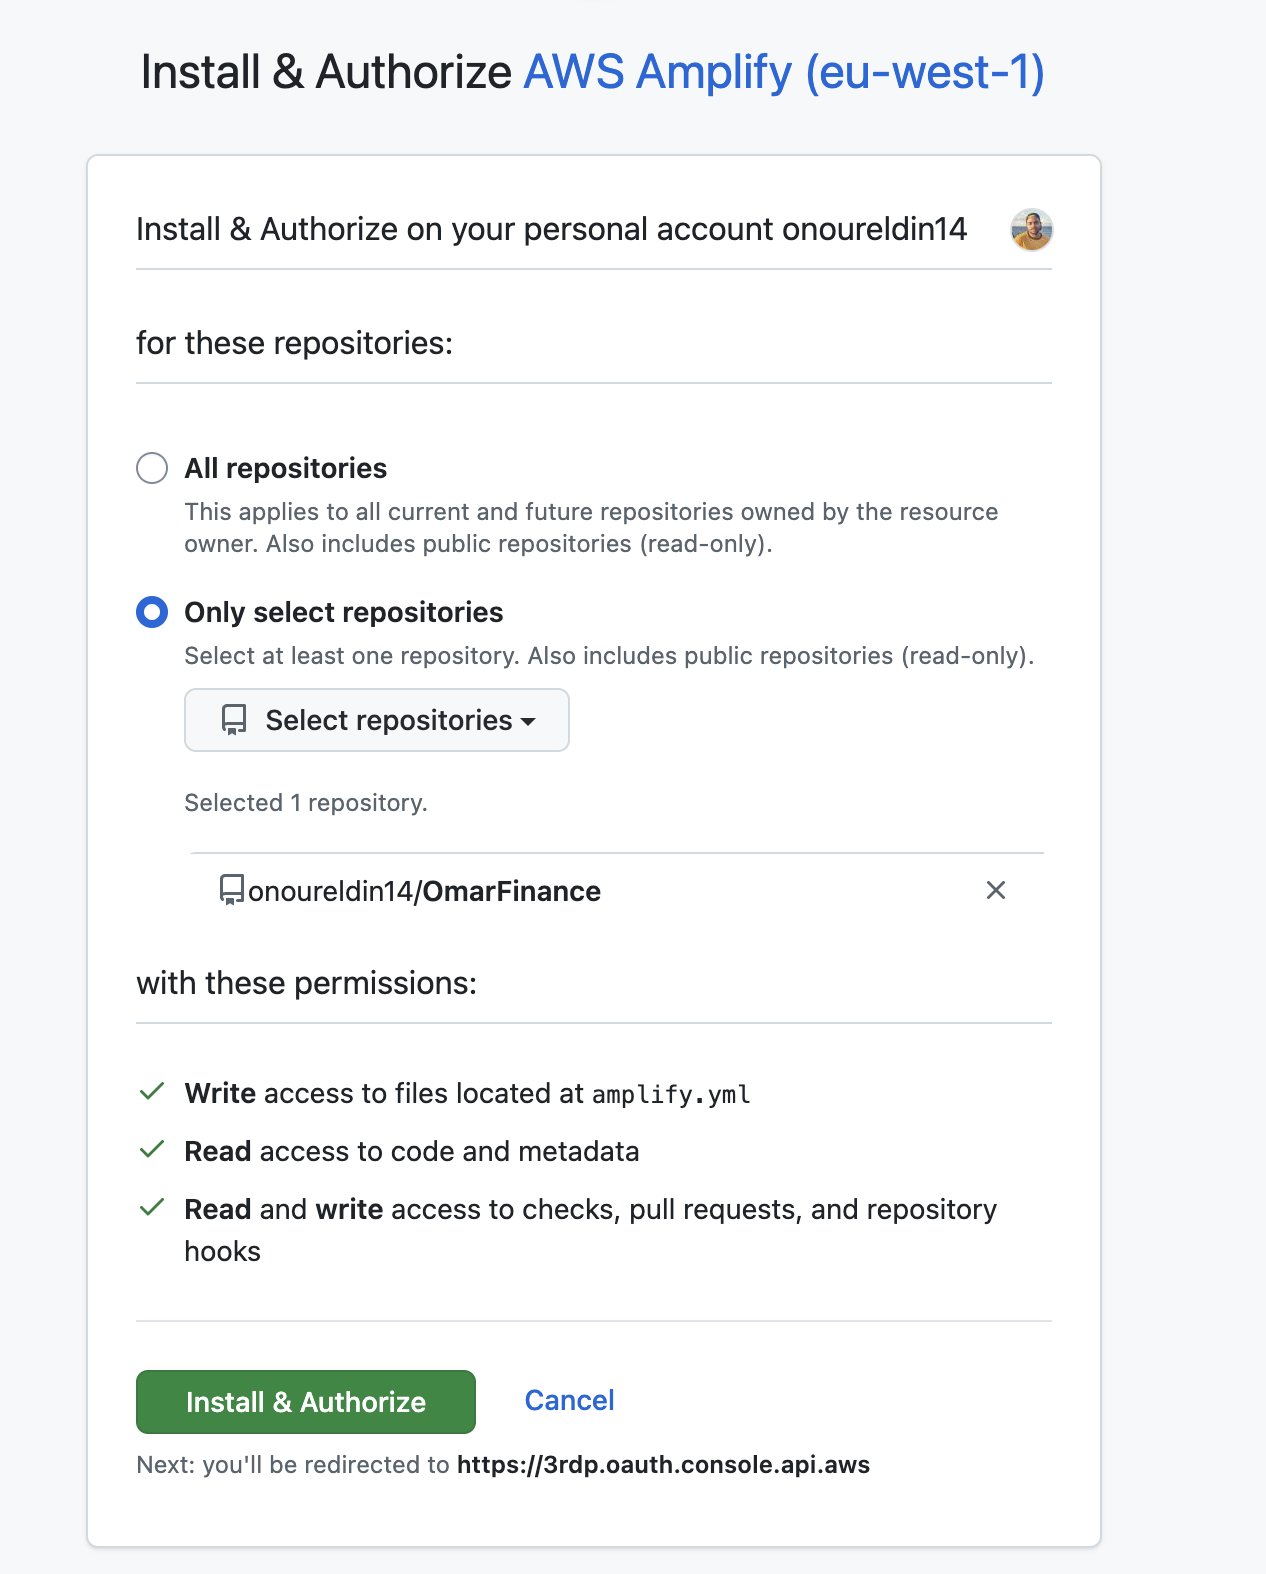 Install & Authorize AWS Amplify (eu-west-1)
Install & Authorize on your personal account onoureldin14
for these repositories:
All repositories
This applies to all current and future repositories owned by the resource
owner. Also includes public repositories (read-only).
Only select repositories
Select at least one repository. Also includes public repositories (read-only).
Select repositories
Selected 1 repository.
onoureldin14/OmarFinance
with these permissions:
Write access to files located at amplify.yml
Read access to code and metadata
Read and write access to checks, pull requests, and repository
hooks
Install & Authorize
Cancel
Next: you'll be redirected to https://3rdp.oauth.console.api.aws